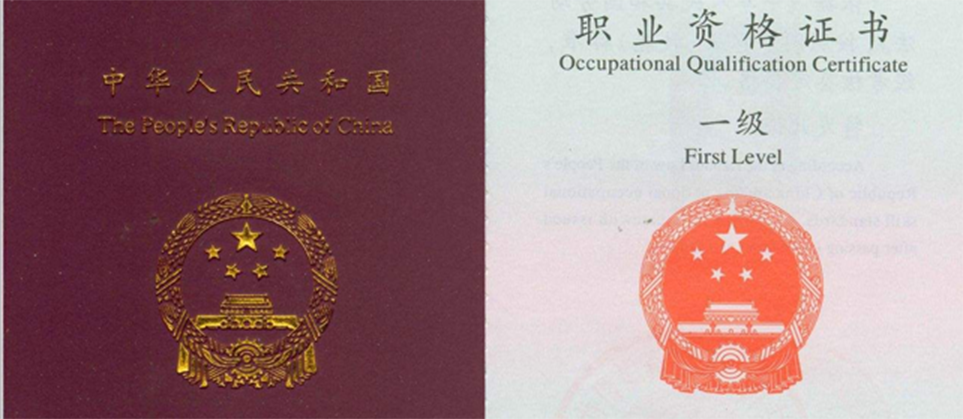 中华人民共和国
The People's Republic of China
职业资格证书
Occupational Qualification Certificate
一级
First Level